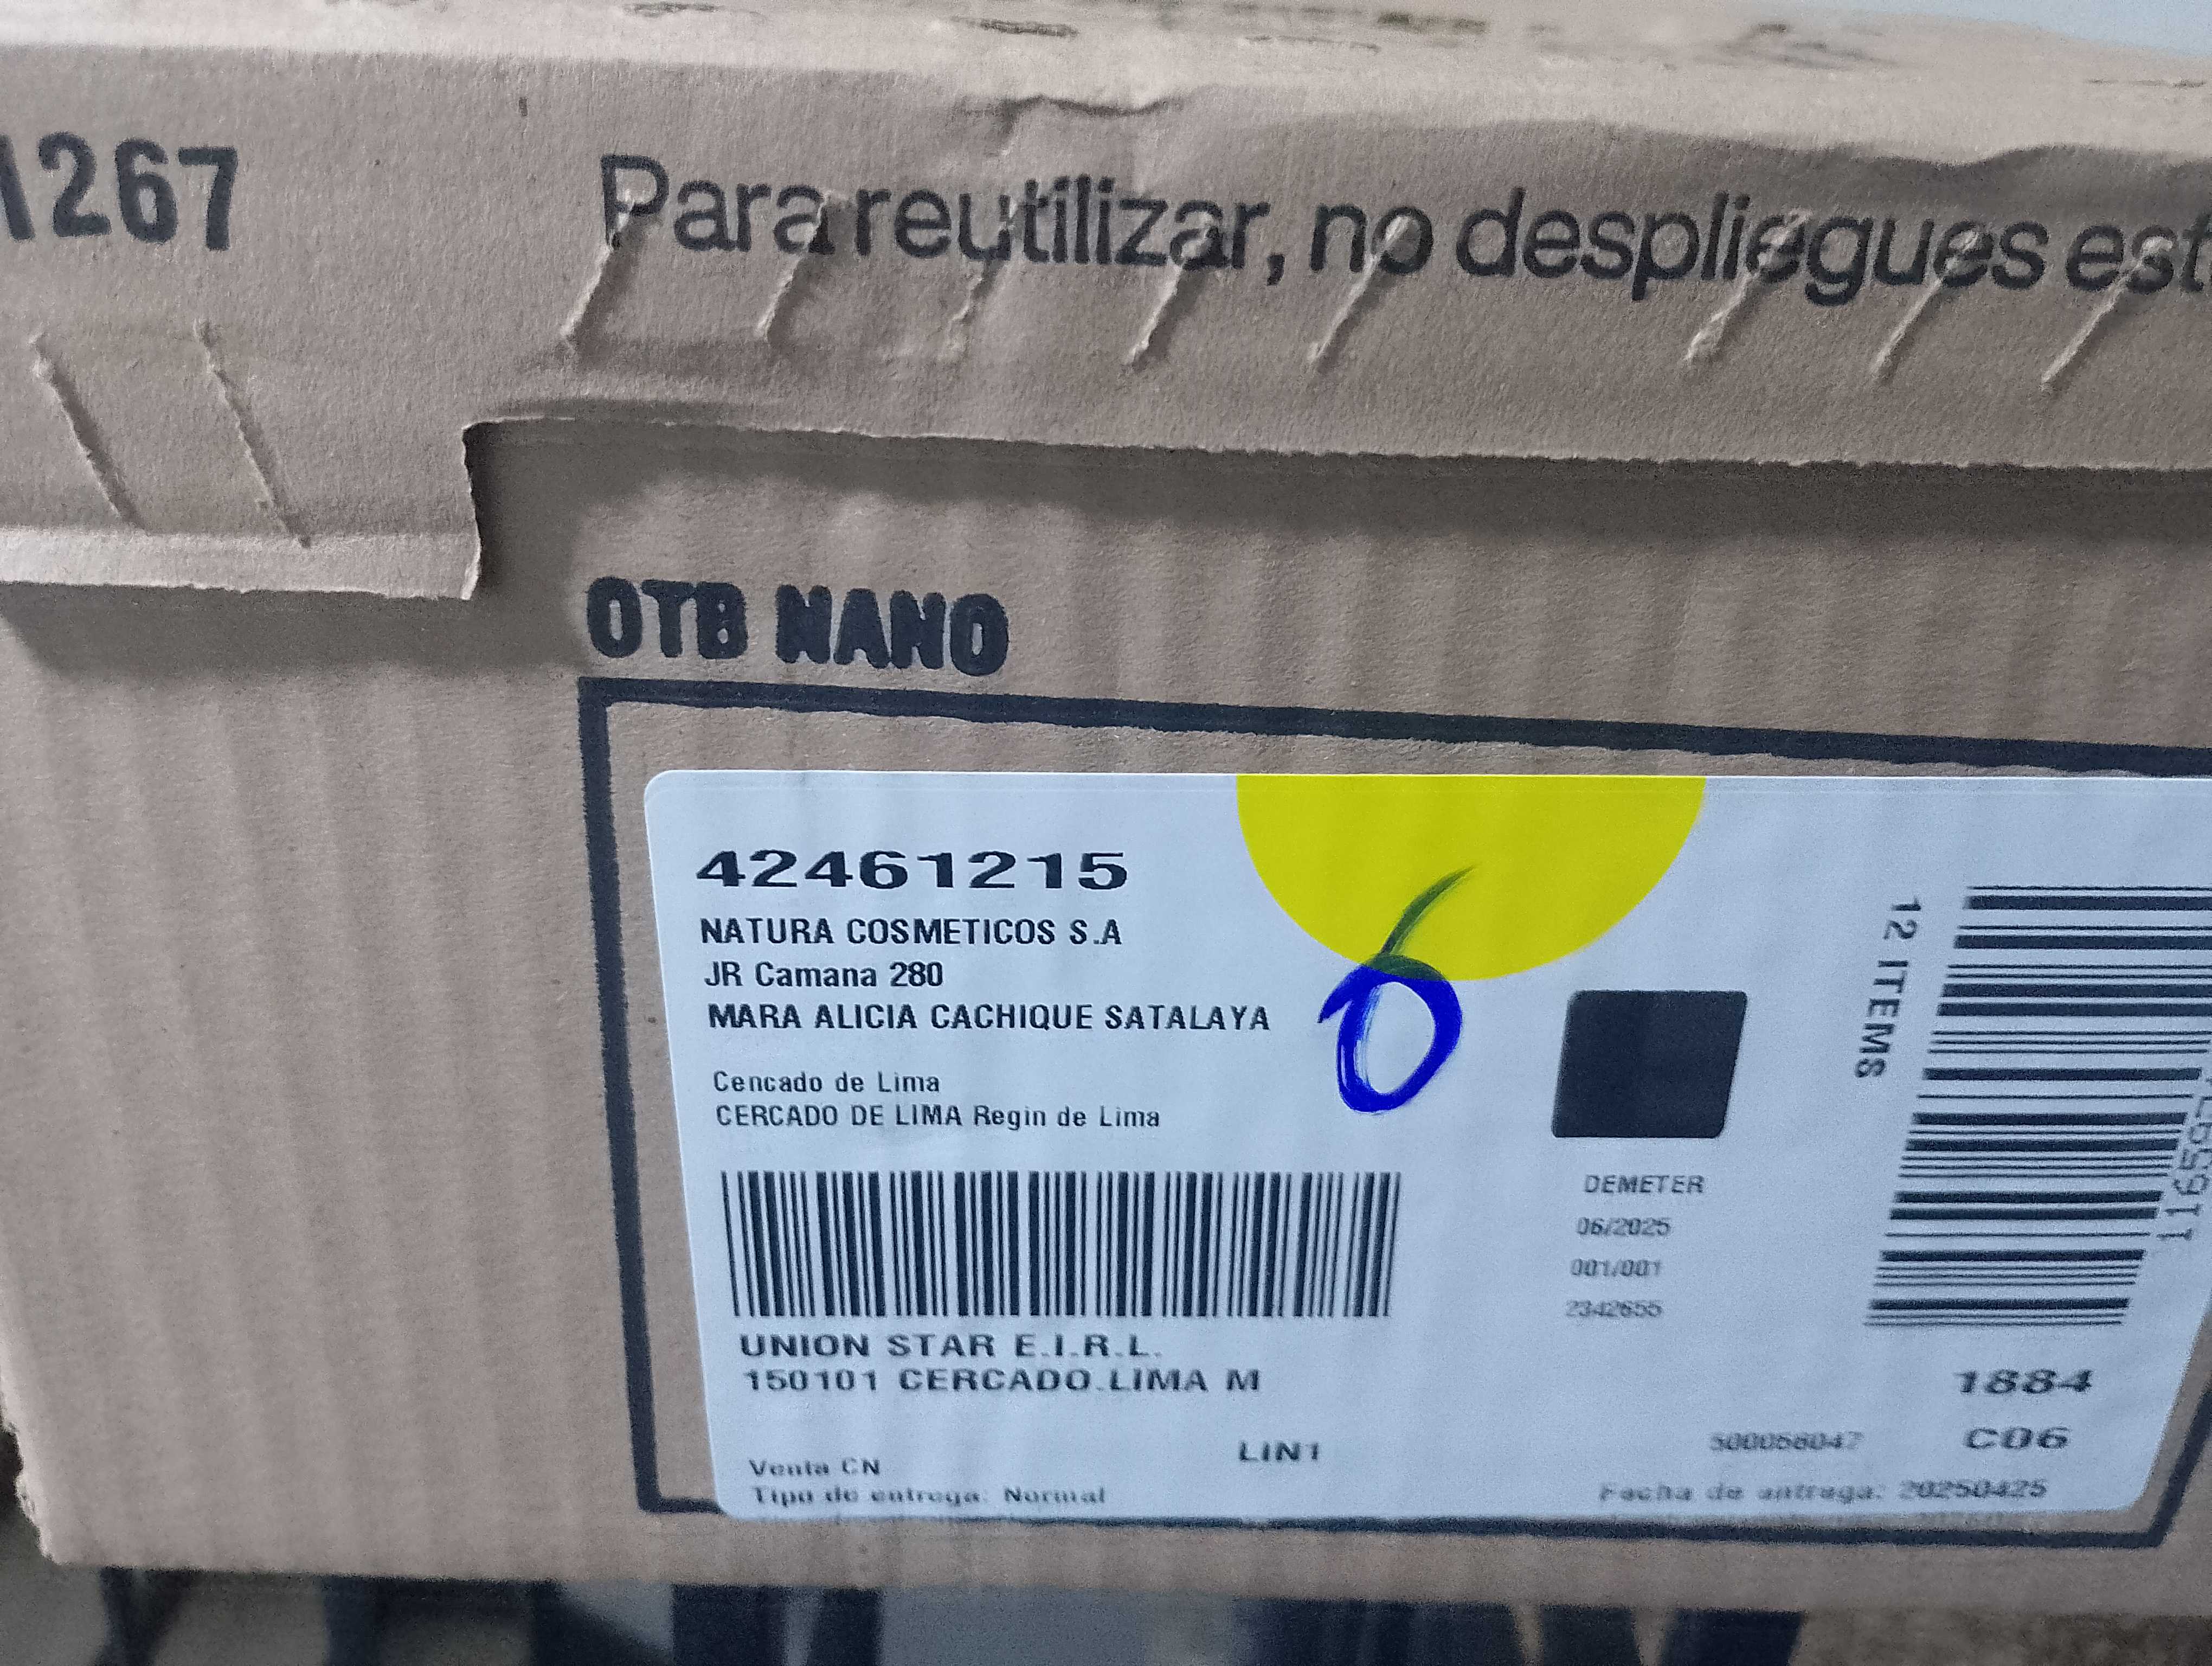 1267
Para reutilizar, no despliegues est
OTB NANO
42461215
NATURA COSMETICOS S.A
JR Camana 280
MARA ALICIA CACHIQUE SATALAYA
Cencado de Lima
CERCADO DE LIMA Regin de Lima
UNION STAR E.I.R.L.
150101 CERCADO.LIMA M
LIN1
Venta CN
Tipo de entrega: Normal
DEMETER
06/2025
001/001
2342655
12 ITEMS
1884
500056047 C06
Fecha de entrega: 20250425